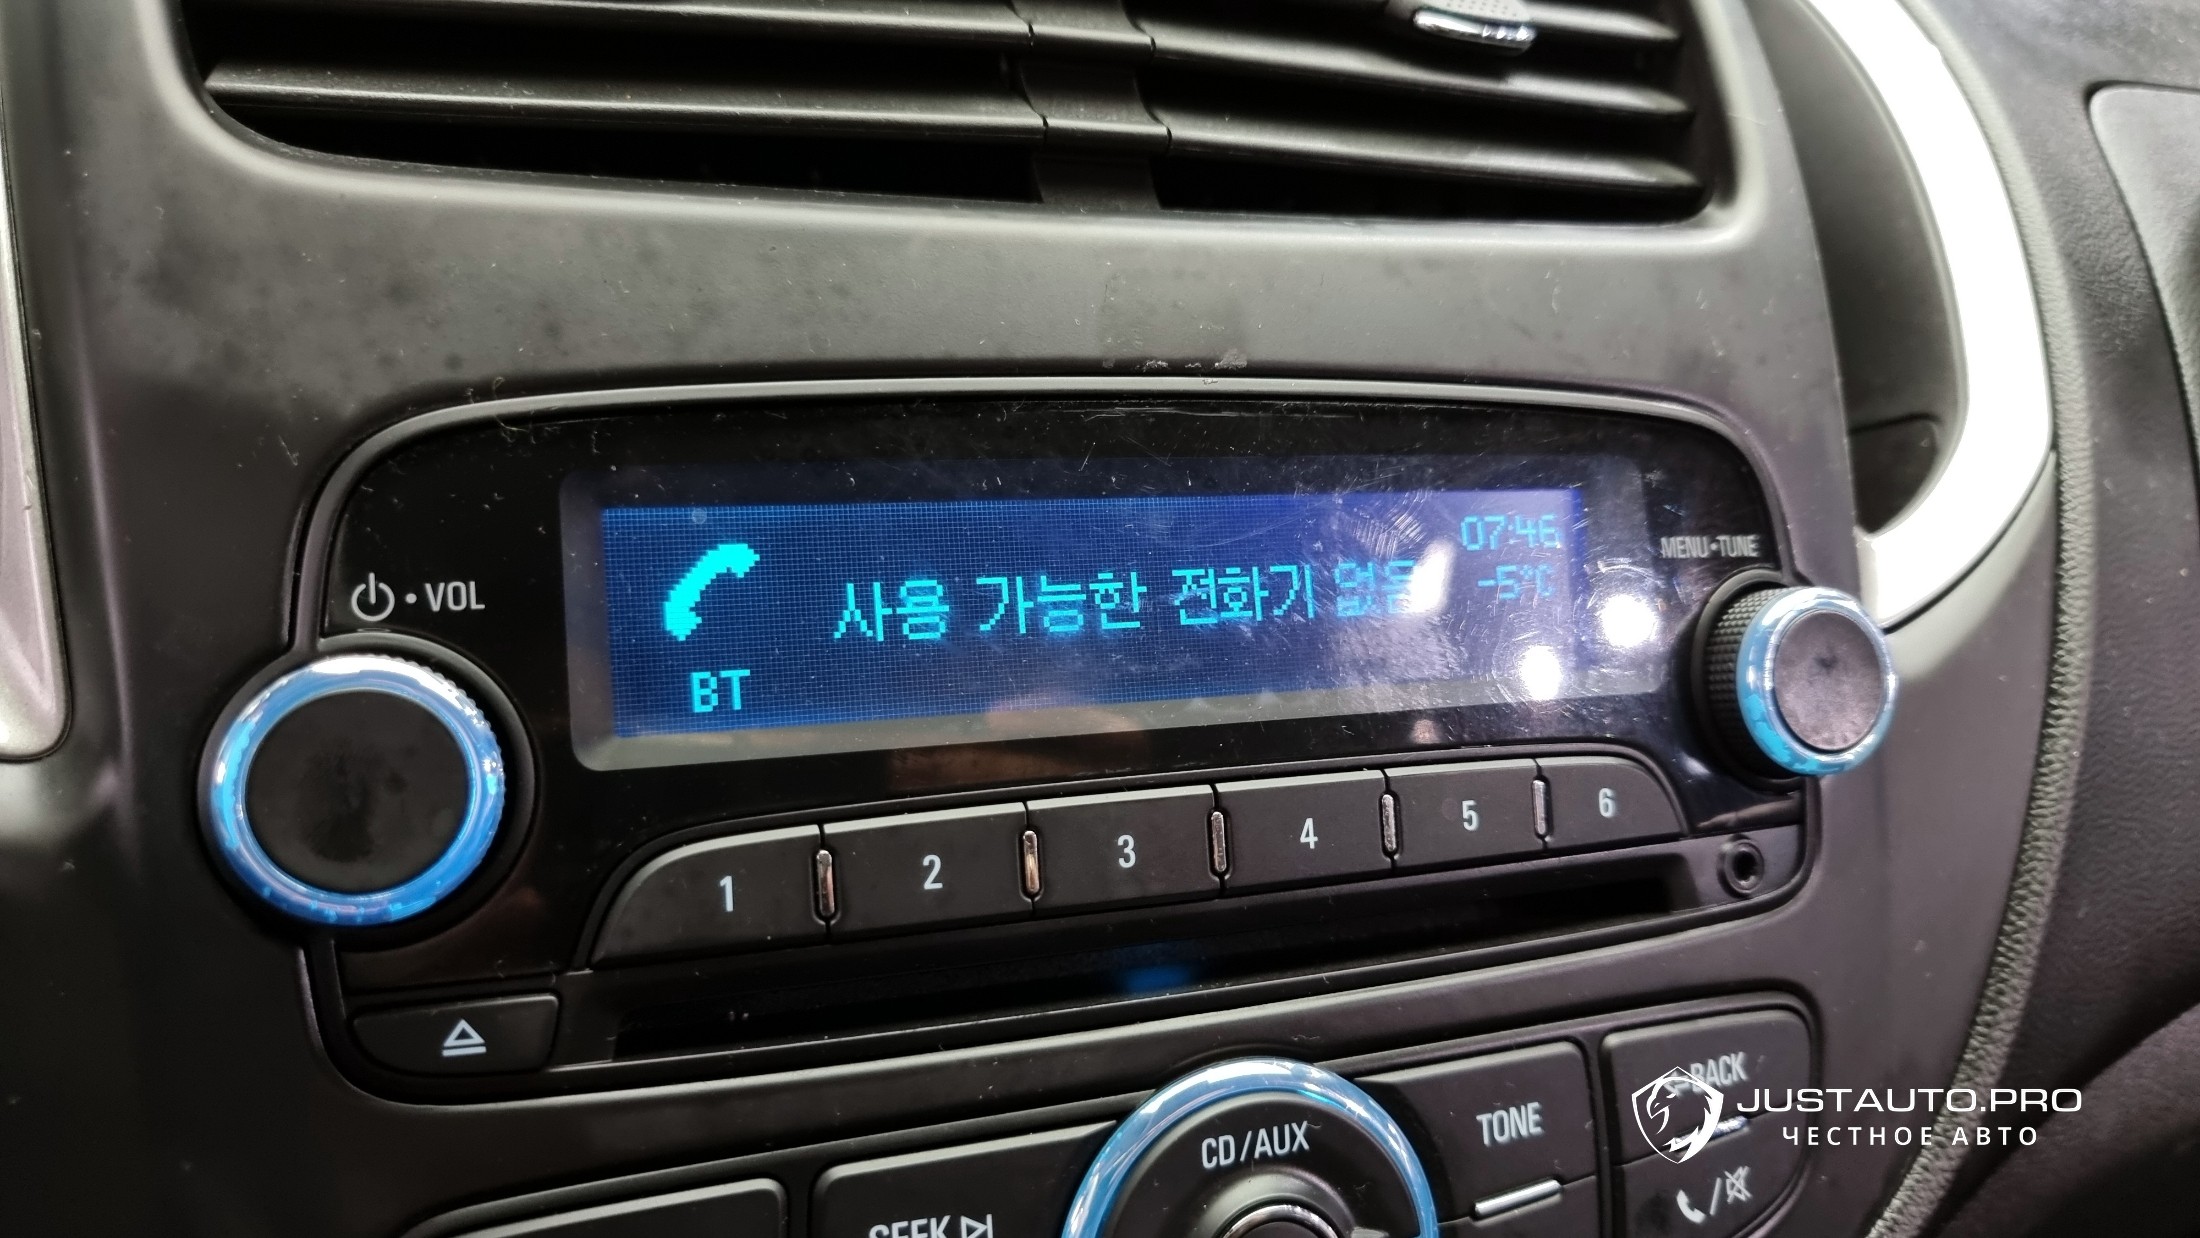 07:46
-5°C
사용 가능한 전화기 없음
BT
VOL
MENU•TUNE
1 2 3 4 5 6
CD/AUX
TONE
BACK
SEEK
JUSTAUTO.PRO
ЧЕСТНОЕ АВТО